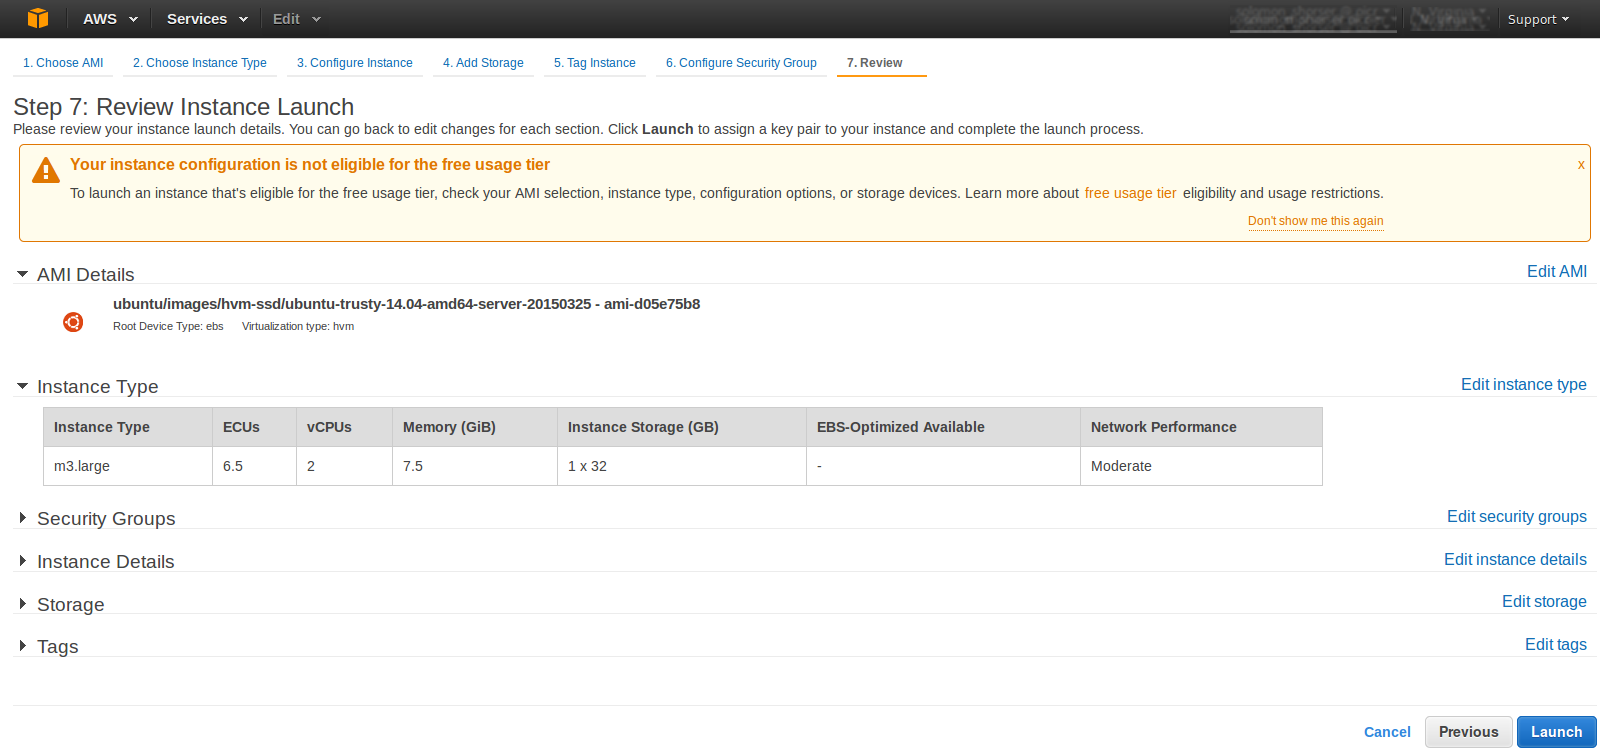 AWS Services Edit Support
1. Choose AMI 2. Choose Instance Type 3. Configure Instance 4. Add Storage 5. Tag Instance 6. Configure Security Group 7. Review
Step 7: Review Instance Launch
Please review your instance launch details. You can go back to edit changes for each section. Click Launch to assign a key pair to your instance and complete the launch process.
Your instance configuration is not eligible for the free usage tier x
To launch an instance that's eligible for the free usage tier, check your AMI selection, instance type, configuration options, or storage devices. Learn more about free usage tier eligibility and usage restrictions.
Don't show me this again
AMI Details Edit AMI
ubuntu/images/hvm-ssd/ubuntu-trusty-14.04-amd64-server-20150325 - ami-d05e75b8
Root Device Type: ebs Virtualization type: hvm
Instance Type Edit instance type
Instance Type ECUs vCPUs Memory (GiB) Instance Storage (GB) EBS-Optimized Available Network Performance
m3.large 6.5 2 7.5 1 x 32 - Moderate
Security Groups Edit security groups
Instance Details Edit instance details
Storage Edit storage
Tags Edit tags
Cancel Previous Launch